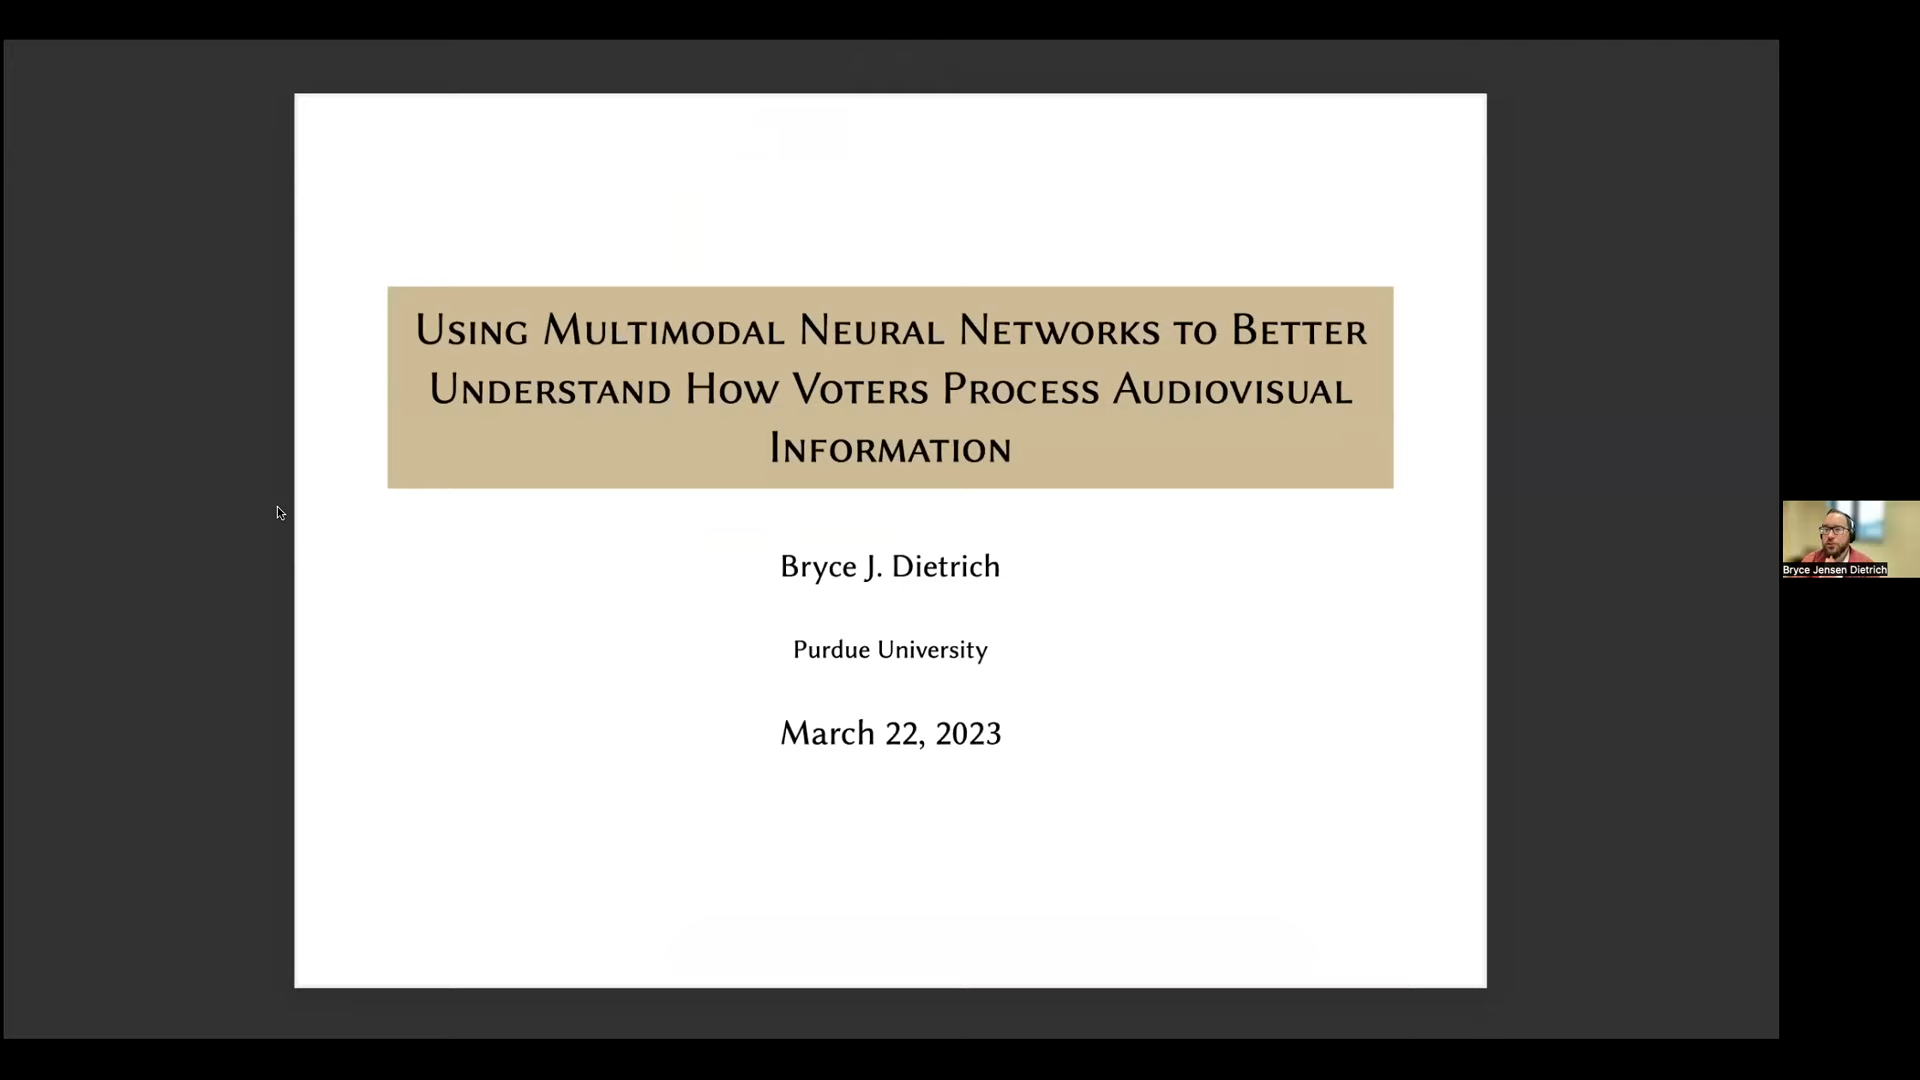 Using Multimodal Neural Networks to Better
Understand How Voters Process Audiovisual
Information
Bryce J. Dietrich
Purdue University
March 22, 2023
Bryce Jensen Dietrich